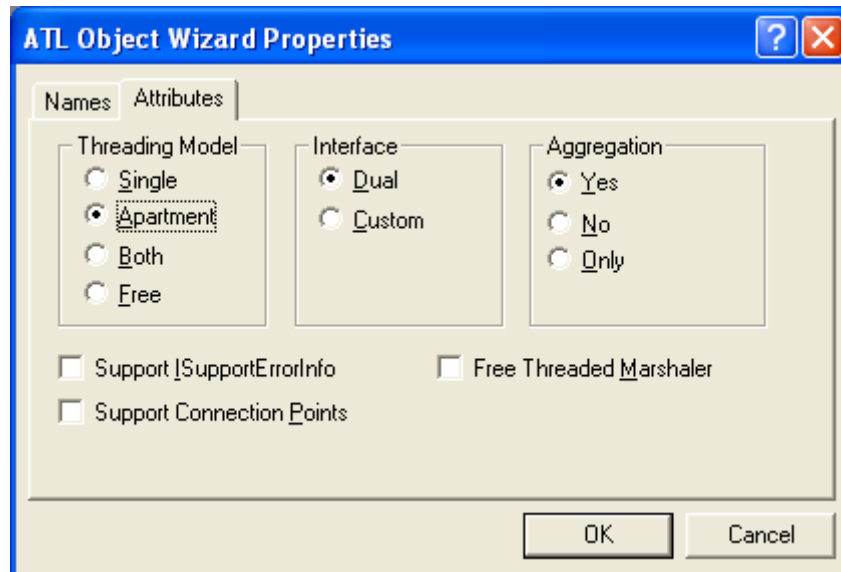 ATL Object Wizard Properties
Names Attributes
Threading Model Interface Aggregation
Single Dual Yes
Apartment Custom No
Both Only
Free
Support ISupportErrorInfo Free Threaded Marshaler
Support Connection Points
OK Cancel